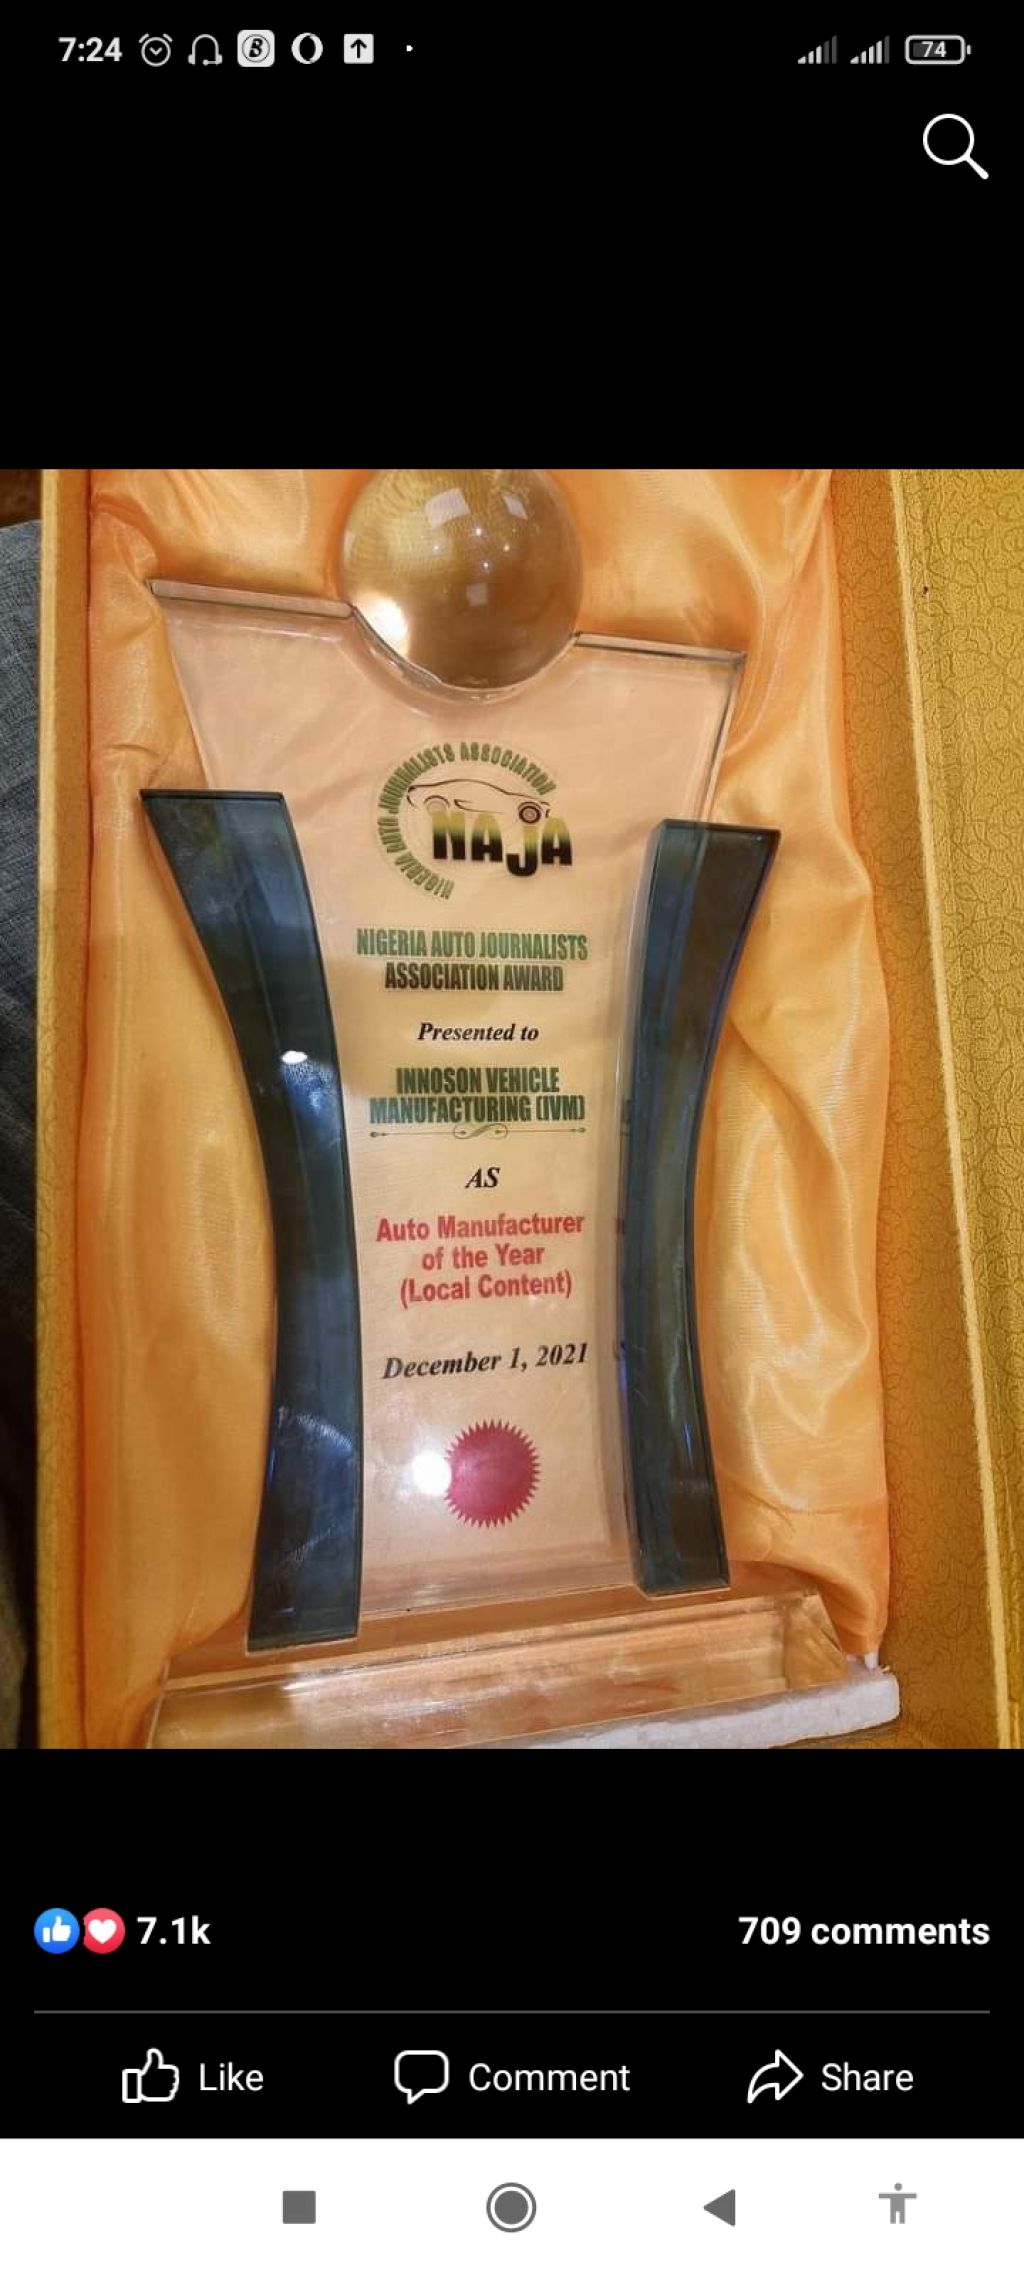 7:24
74
NIGERIA AUTO JOURNALISTS ASSOCIATION
NAJA
NIGERIA AUTO JOURNALISTS
ASSOCIATION AWARD
Presented to
INNOSON VEHICLE
MANUFACTURING (IVM)
AS
Auto Manufacturer
of the Year
(Local Content)
December 1, 2021
7.1k
709 comments
Like
Comment
Share